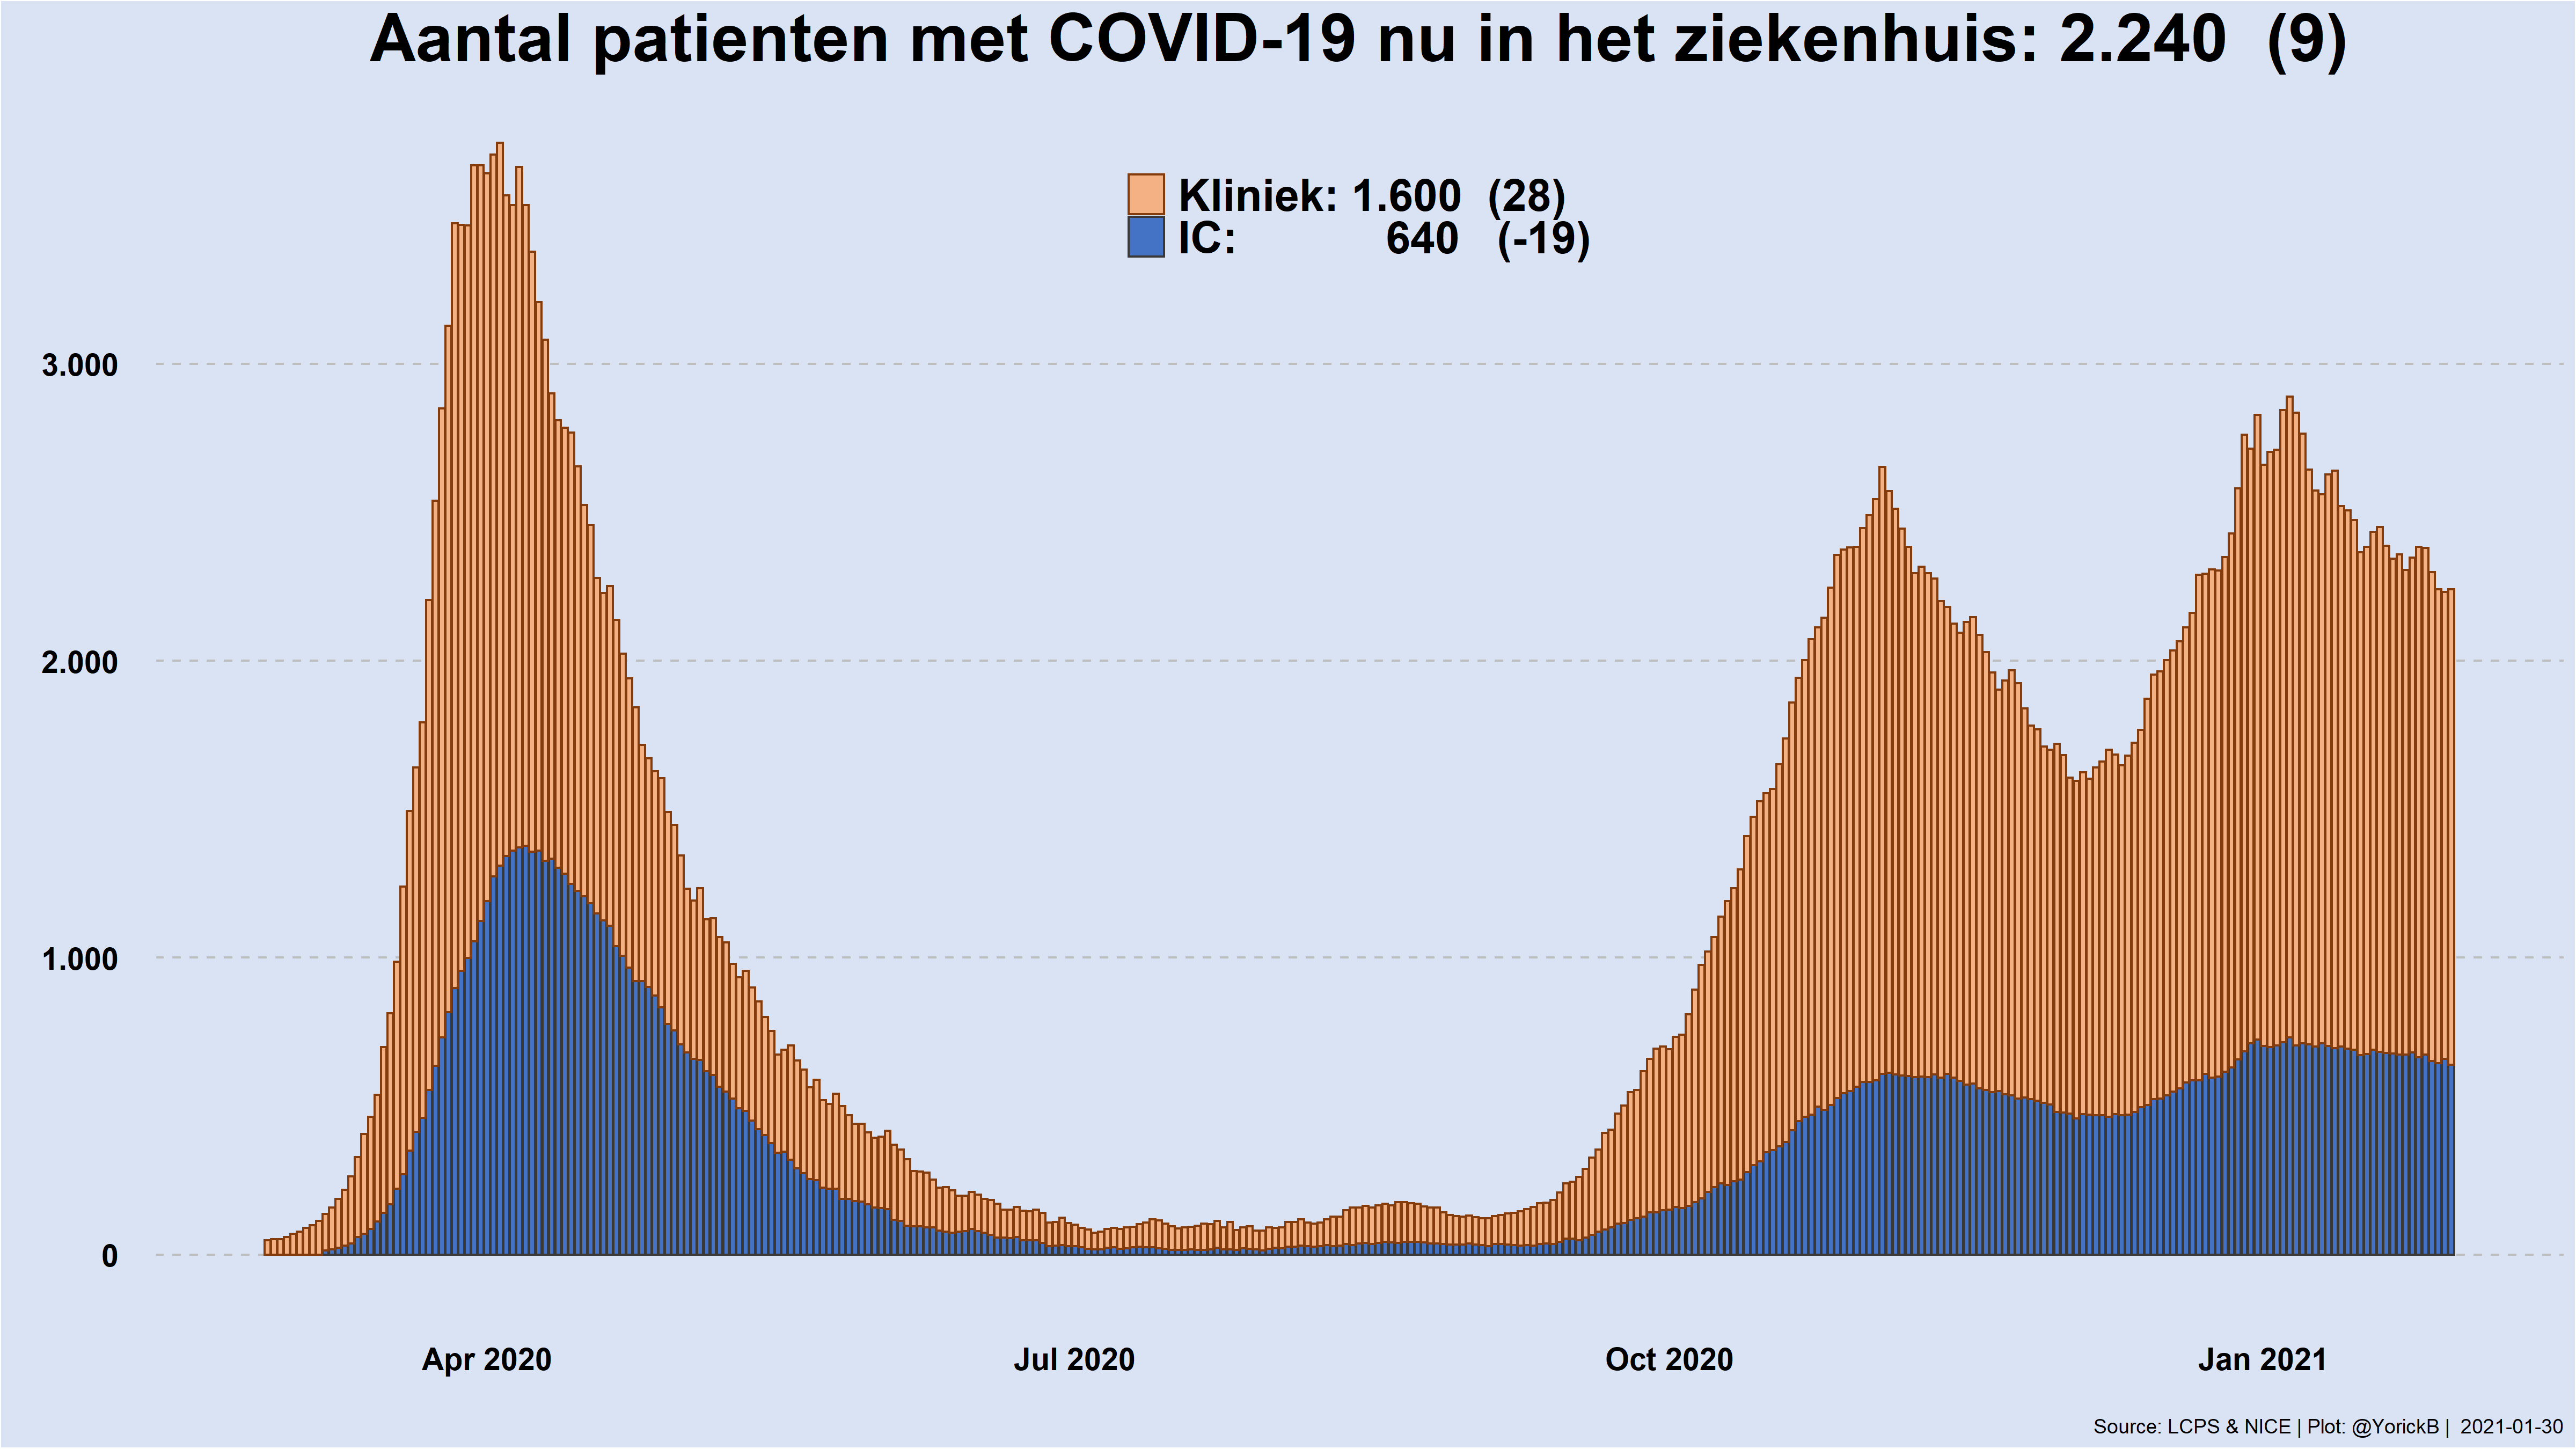 Aantal patienten met COVID-19 nu in het ziekenhuis: 2.240 (9)
Kliniek: 1.600 (28)
IC: 640 (-19)
3.000
2.000
1.000
0
Apr 2020
Jul 2020
Oct 2020
Jan 2021
Source: LCPS & NICE | Plot: @YorickB | 2021-01-30